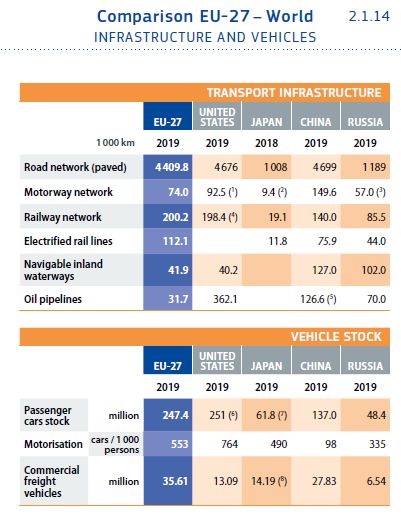 Comparison EU-27 – World 2.1.14
INFRASTRUCTURE AND VEHICLES
TRANSPORT INFRASTRUCTURE
EU-27 UNITED STATES JAPAN CHINA RUSSIA
1 000 km 2019 2019 2018 2019 2019
Road network (paved) 4 409.8 4 676 1 008 4 699 1 189
Motorway network 74.0 92.5 (¹) 9.4 (²) 149.6 57.0 (³)
Railway network 200.2 198.4 (⁴) 19.1 140.0 85.5
Electrified rail lines 112.1 11.8 75.9 44.0
Navigable inland
waterways 41.9 40.2 127.0 102.0
Oil pipelines 31.7 362.1 126.6 (⁵) 70.0
VEHICLE STOCK
EU-27 UNITED STATES JAPAN CHINA RUSSIA
2019 2019 2019 2019 2019
Passenger
cars stock million 247.4 251 (⁶) 61.8 (⁷) 137.0 48.4
Motorisation cars / 1 000 persons 553 764 490 98 335
Commercial
freight
vehicles million 35.61 13.09 14.19 (⁸) 27.83 6.54